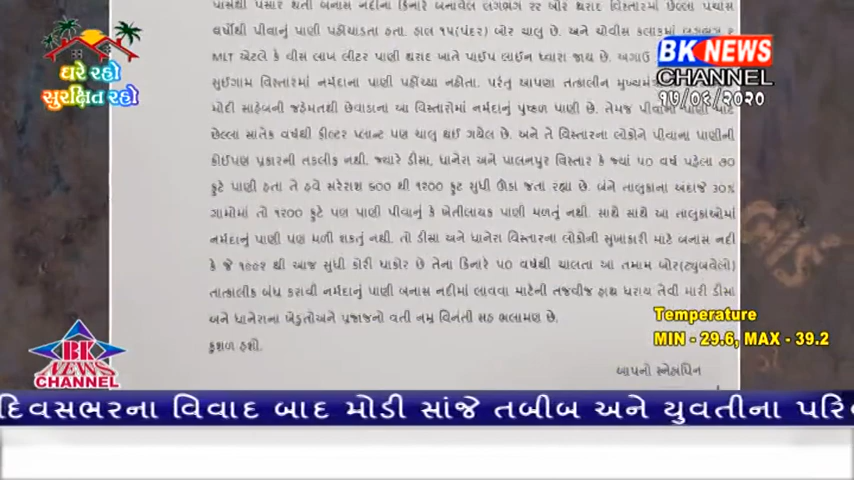 પાસેથી પસાર થતી બનાસ નદીના કિનારે બનાવેલ લગભગ ૨૨ બોર થરાદ વિસ્તારમાં છેલ્લા પચાસ
વર્ષોથી પીવાનું પાણી પહોંચાડતા હતા. હાલ ૧૫(પંદર) બોર ચાલુ છે. અને ચોવીસ કલાકમાં લગભગ ૨
MLT એટલે કે વીસ લાખ લીટર પાણી થરાદ ખાતે પાઈપ લાઈન ધ્વારા જાય છે. અગાઉ
સુઈગામ વિસ્તારમાં નર્મદાના પાણી પહોંચ્યા નહોતા. પરંતુ આપણા તત્કાલીન
મોદી સાહેબની જહેમતથી છેવાડાના આ વિસ્તારોમાં નર્મદાનું પુષ્કળ પાણી છે. તેમજ પીવાના પાણી માટે
છેલ્લા સાતેક વર્ષથી ફીલ્ટર પ્લાન્ટ પણ ચાલુ થઈ ગયેલ છે. અને તે વિસ્તારના લોકોને પીવાના પાણીની
કોઈપણ પ્રકારની તકલીફ નથી. જ્યારે ડીસા, ધાનેરા અને પાલનપુર વિસ્તાર કે જ્યાં ૫૦ વર્ષ પહેલા ૭૦
ફુટે પાણી હતા તે હવે સરેરાશ ૬૦૦ થી ૧૨૦૦ ફુટ સુધી ઊંડા જતા રહ્યા છે. બંને તાલુકાના અંદાજે ૩૦%
ગામોમાં તો ૧૨૦૦ ફુટે પણ પાણી પીવાનું કે ખેતીલાયક પાણી મળતું નથી. સાથે સાથે આ તાલુકાઓમાં
નર્મદાનું પાણી પણ મળી શકતું નથી. તો ડીસા અને ધાનેરા વિસ્તારના લોકોની સુખાકારી માટે બનાસ નદી
કે જે ૧૯૯૨ થી આજ સુધી કોરી ધાકોર છે તેના કિનારે ૫૦ વર્ષથી ચાલતા આ તમામ બોર(ટ્યુબવેલો)
તાત્કાલીક બંધ કરાવી નર્મદાનું પાણી બનાસ નદીમાં લાવવા માટેની તજવીજ હાથ ધરાય તેવી મારી ડીસા
અને ધાનેરાના ખેડુતોઅને પ્રજાજનો વતી નમ્ર વિનંતી સહ ભલામણ છે.
કુશળ હશો.
આપનો સ્નેહાધિન
ઘરે રહો
સુરક્ષિત રહો
BK NEWS
CHANNEL
૧૭/૦૬/૨૦૨૦
Temperature
MIN - 29.6, MAX - 39.2
BK
NEWS
CHANNEL
દિવસભરના વિવાદ બાદ મોડી સાંજે તબીબ અને યુવતીના